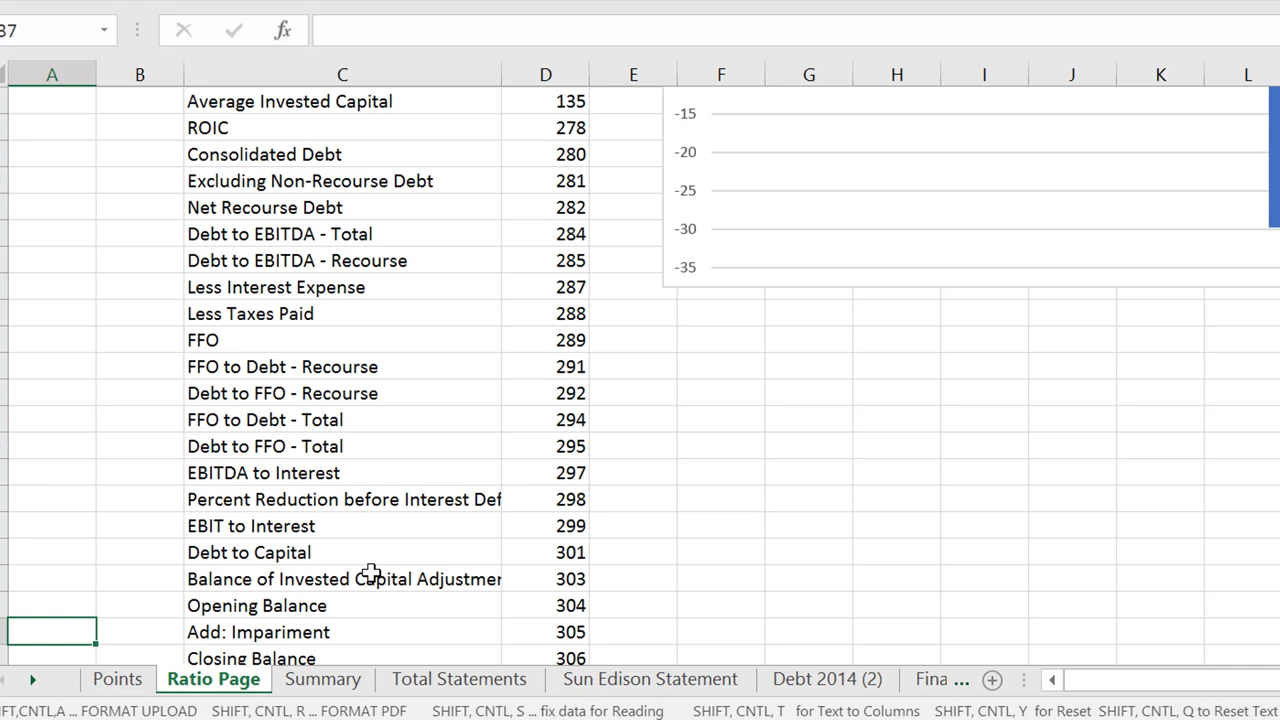 37
fx
A B C D E F G H I J K L
Average Invested Capital 135
ROIC 278
Consolidated Debt 280
Excluding Non-Recourse Debt 281
Net Recourse Debt 282
Debt to EBITDA - Total 284
Debt to EBITDA - Recourse 285
Less Interest Expense 287
Less Taxes Paid 288
FFO 289
FFO to Debt - Recourse 291
Debt to FFO - Recourse 292
FFO to Debt - Total 294
Debt to FFO - Total 295
EBITDA to Interest 297
Percent Reduction before Interest Def 298
EBIT to Interest 299
Debt to Capital 301
Balance of Invested Capital Adjustmer 303
Opening Balance 304
Add: Impariment 305
Closing Balance 306
-15
-20
-25
-30
-35
Points Ratio Page Summary Total Statements Sun Edison Statement Debt 2014 (2) Fina ...
IFT,CNTL,A ... FORMAT UPLOAD SHIFT, CNTL, R ... FORMAT PDF SHIFT, CNTL, S ... fix data for Reading SHIFT, CNTL, T for Text to Columns SHIFT, CNTL, Y for Reset SHIFT, CNTL, Q to Reset Text